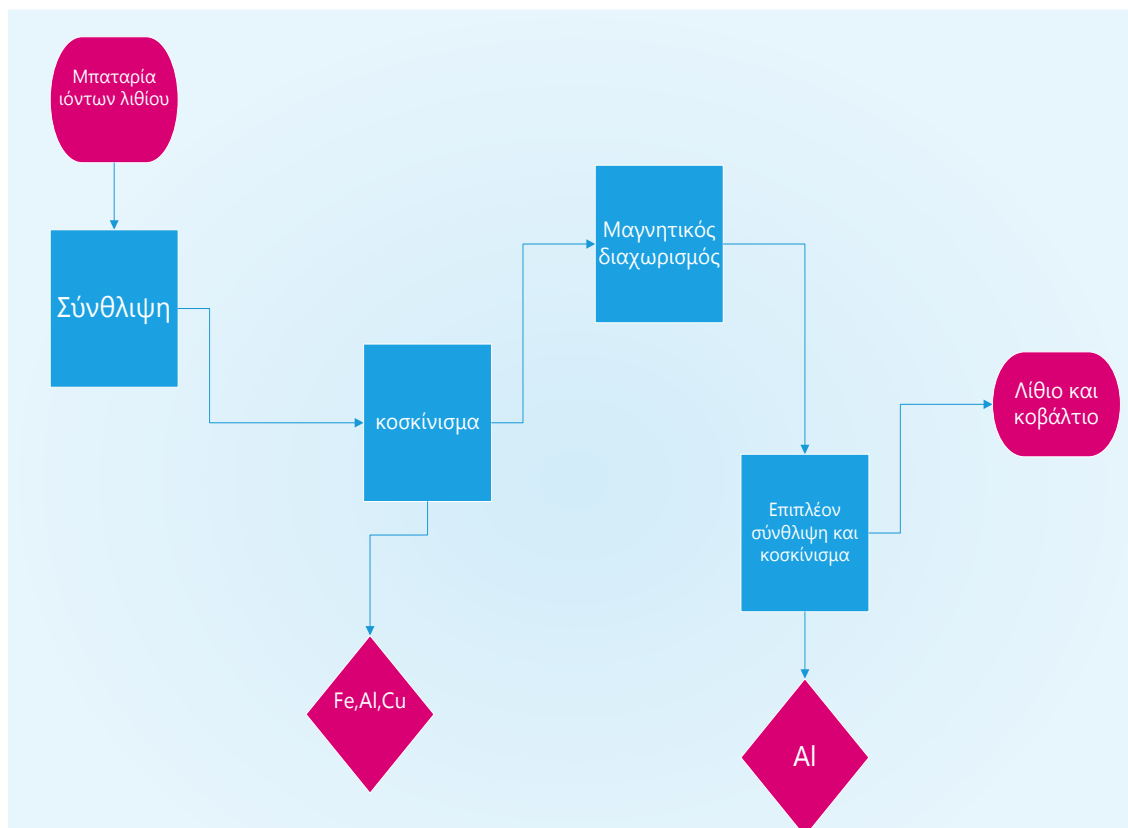 Μπαταρία
ιόντων λιθίου
Σύνθλιψη
κοσκίνισμα
Fe,Al,Cu
Μαγνητικός
διαχωρισμός
Επιπλέον
σύνθλιψη και
κοσκίνισμα
Al
Λίθιο και
κοβάλτιο